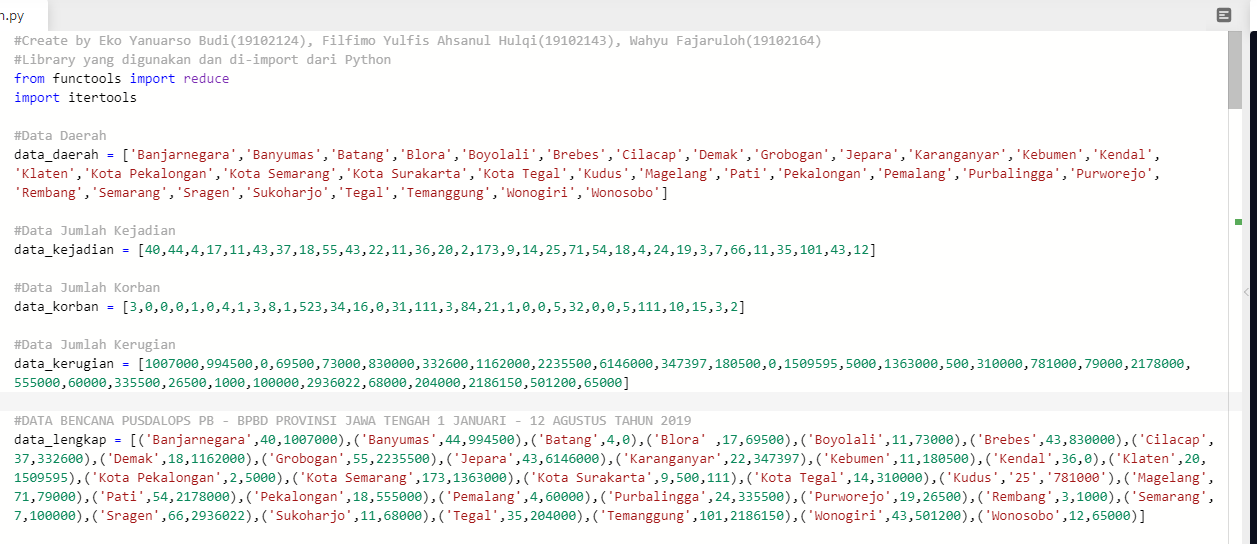 n.py
#Create by Eko Yanuarso Budi(19102124), Filfimo Yulfis Ahsanul Hulqi(19102143), Wahyu Fajaruloh(19102164)
#Library yang digunakan dan di-import dari Python
from functools import reduce
import itertools
#Data Daerah
data_daerah = ['Banjarnegara','Banyumas','Batang','Blora','Boyolali','Brebes','Cilacap','Demak','Grobogan','Jepara','Karanganyar','Kebumen','Kendal',
'Klaten','Kota Pekalongan','Kota Semarang','Kota Surakarta','Kota Tegal','Kudus','Magelang','Pati','Pekalongan','Pemalang','Purbalingga','Purworejo',
'Rembang','Semarang','Sragen','Sukoharjo','Tegal','Temanggung','Wonogiri','Wonosobo']
#Data Jumlah Kejadian
data_kejadian = [40,44,4,17,11,43,37,18,55,43,22,11,36,20,2,173,9,14,25,71,54,18,4,24,19,3,7,66,11,35,101,43,12]
#Data Jumlah Korban
data_korban = [3,0,0,0,1,0,4,1,3,8,1,523,34,16,0,31,111,3,84,21,1,0,0,5,32,0,0,5,111,10,15,3,2]
#Data Jumlah Kerugian
data_kerugian = [1007000,994500,0,69500,73000,830000,332600,1162000,2235500,6146000,347397,180500,0,1509595,5000,1363000,500,310000,781000,79000,2178000,
555000,60000,335500,26500,1000,100000,2936022,68000,204000,2186150,501200,65000]
#DATA BENCANA PUSDALOPS PB - BPBD PROVINSI JAWA TENGAH 1 JANUARI - 12 AGUSTUS TAHUN 2019
data_lengkap = [('Banjarnegara',40,1007000),('Banyumas',44,994500),('Batang',4,0),('Blora' ,17,69500),('Boyolali',11,73000),('Brebes',43,830000),('Cilacap',
37,332600),('Demak',18,1162000),('Grobogan',55,2235500),('Jepara',43,6146000),('Karanganyar',22,347397),('Kebumen',11,180500),('Kendal',36,0),('Klaten',20,
1509595),('Kota Pekalongan',2,5000),('Kota Semarang',173,1363000),('Kota Surakarta',9,500,111),('Kota Tegal',14,310000),('Kudus','25','781000'),('Magelang',
71,79000),('Pati',54,2178000),('Pekalongan',18,555000),('Pemalang',4,60000),('Purbalingga',24,335500),('Purworejo',19,26500),('Rembang',3,1000),('Semarang',
7,100000),('Sragen',66,2936022),('Sukoharjo',11,68000),('Tegal',35,204000),('Temanggung',101,2186150),('Wonogiri',43,501200),('Wonosobo',12,65000)]